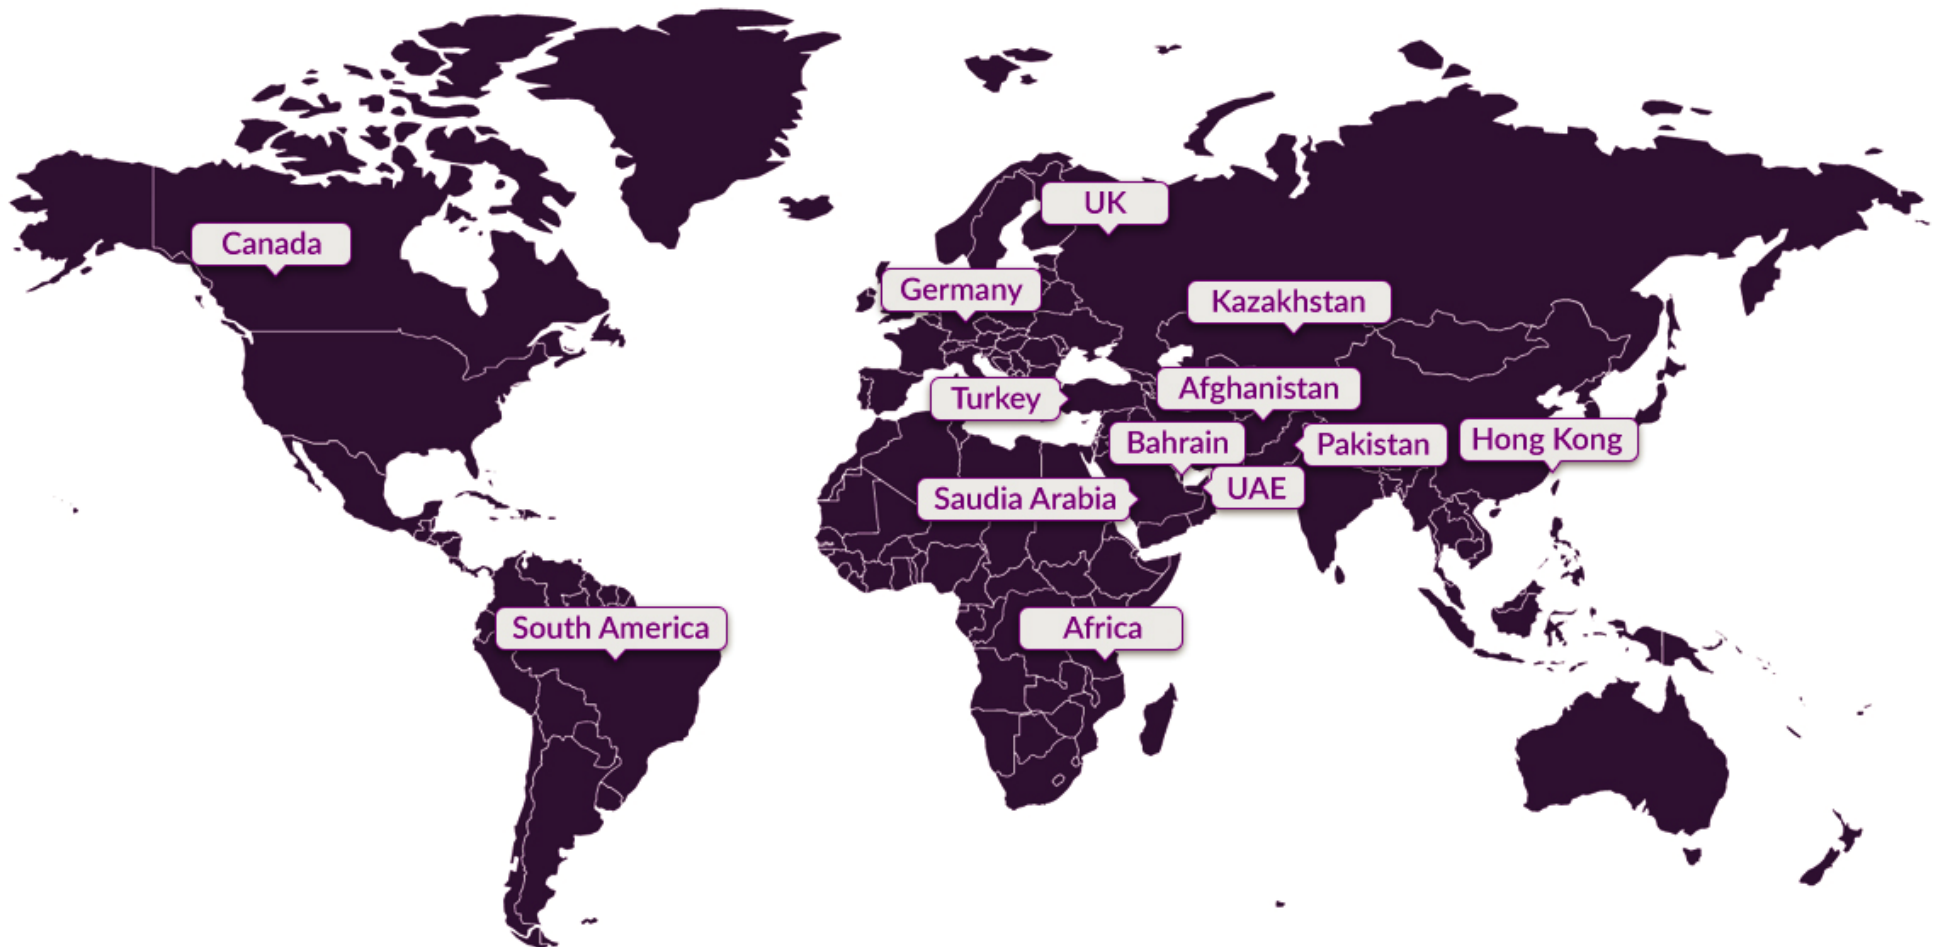 UK
Canada
Germany
Kazakhstan
Turkey
Afghanistan
Bahrain
Pakistan
Hong Kong
Saudia Arabia
UAE
South America
Africa